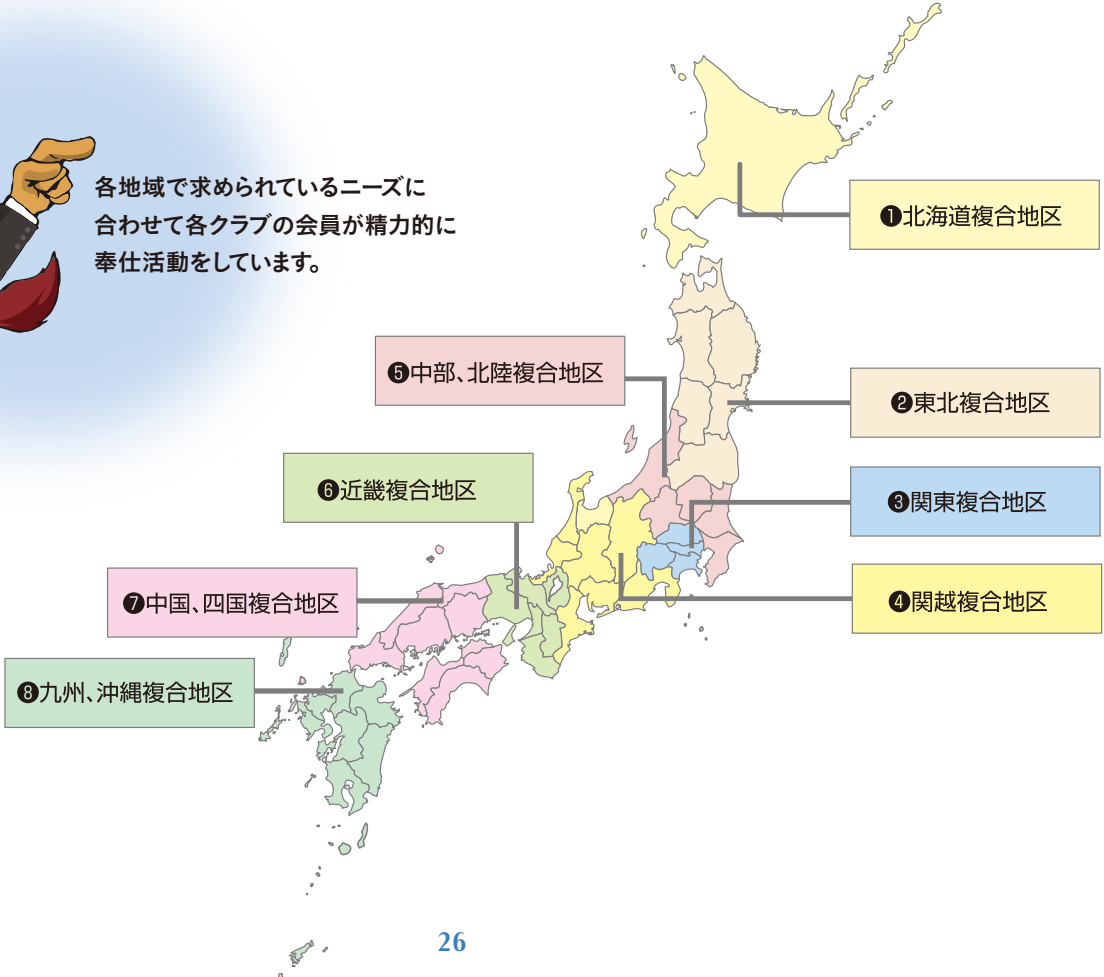 各地域で求められているニーズに
合わせて各クラブの会員が精力的に
奉仕活動をしています。
❶北海道複合地区
❷東北複合地区
❸関東複合地区
❹関越複合地区
❺中部、北陸複合地区
❻近畿複合地区
❼中国、四国複合地区
❽九州、沖縄複合地区
26